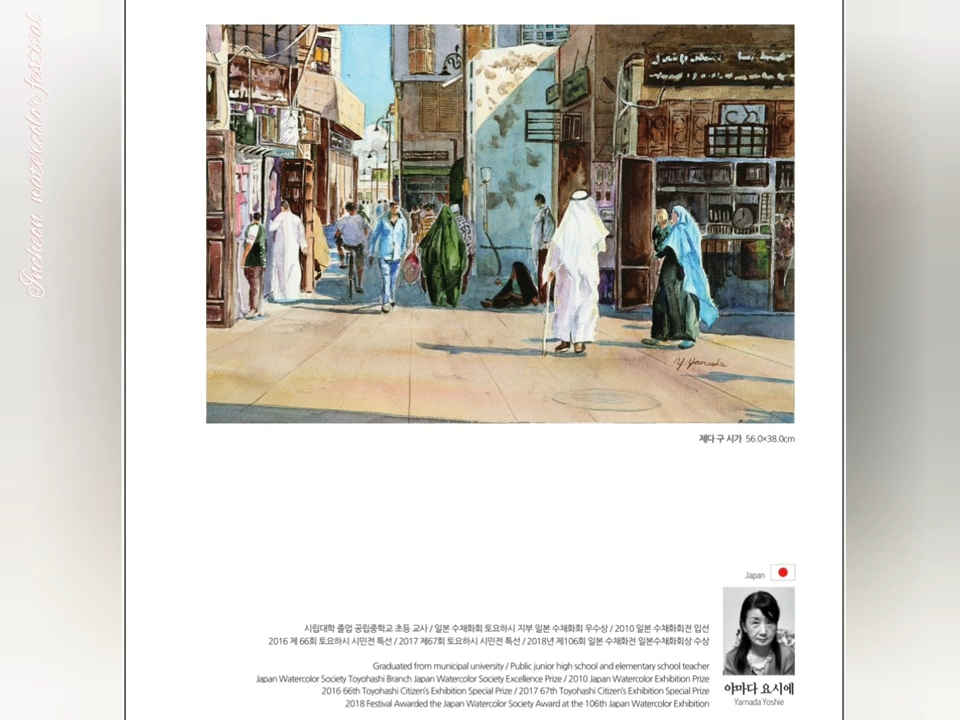 Incheon watercolor festival
Y. Yamada
제다 구 시가 56.0×38.0cm
Japan
시립대학 졸업 공립중학교 초등 교사 / 일본 수채화회 토요하시 지부 일본 수채화회 우수상 / 2010 일본 수채화회전 입선
2016 제 66회 토요하시 시민전 특선 / 2017 제67회 토요하시 시민전 특선 / 2018년 제106회 일본 수채화전 일본수채화회상 수상
Graduated from municipal university / Public junior high school and elementary school teacher
Japan Watercolor Society Toyohashi Branch Japan Watercolor Society Excellence Prize / 2010 Japan Watercolor Exhibition Prize
2016 66th Toyohashi Citizen's Exhibition Special Prize / 2017 67th Toyohashi Citizen's Exhibition Special Prize
2018 Festival Awarded the Japan Watercolor Society Award at the 106th Japan Watercolor Exhibition
야마다 요시에
Yamada Yoshie